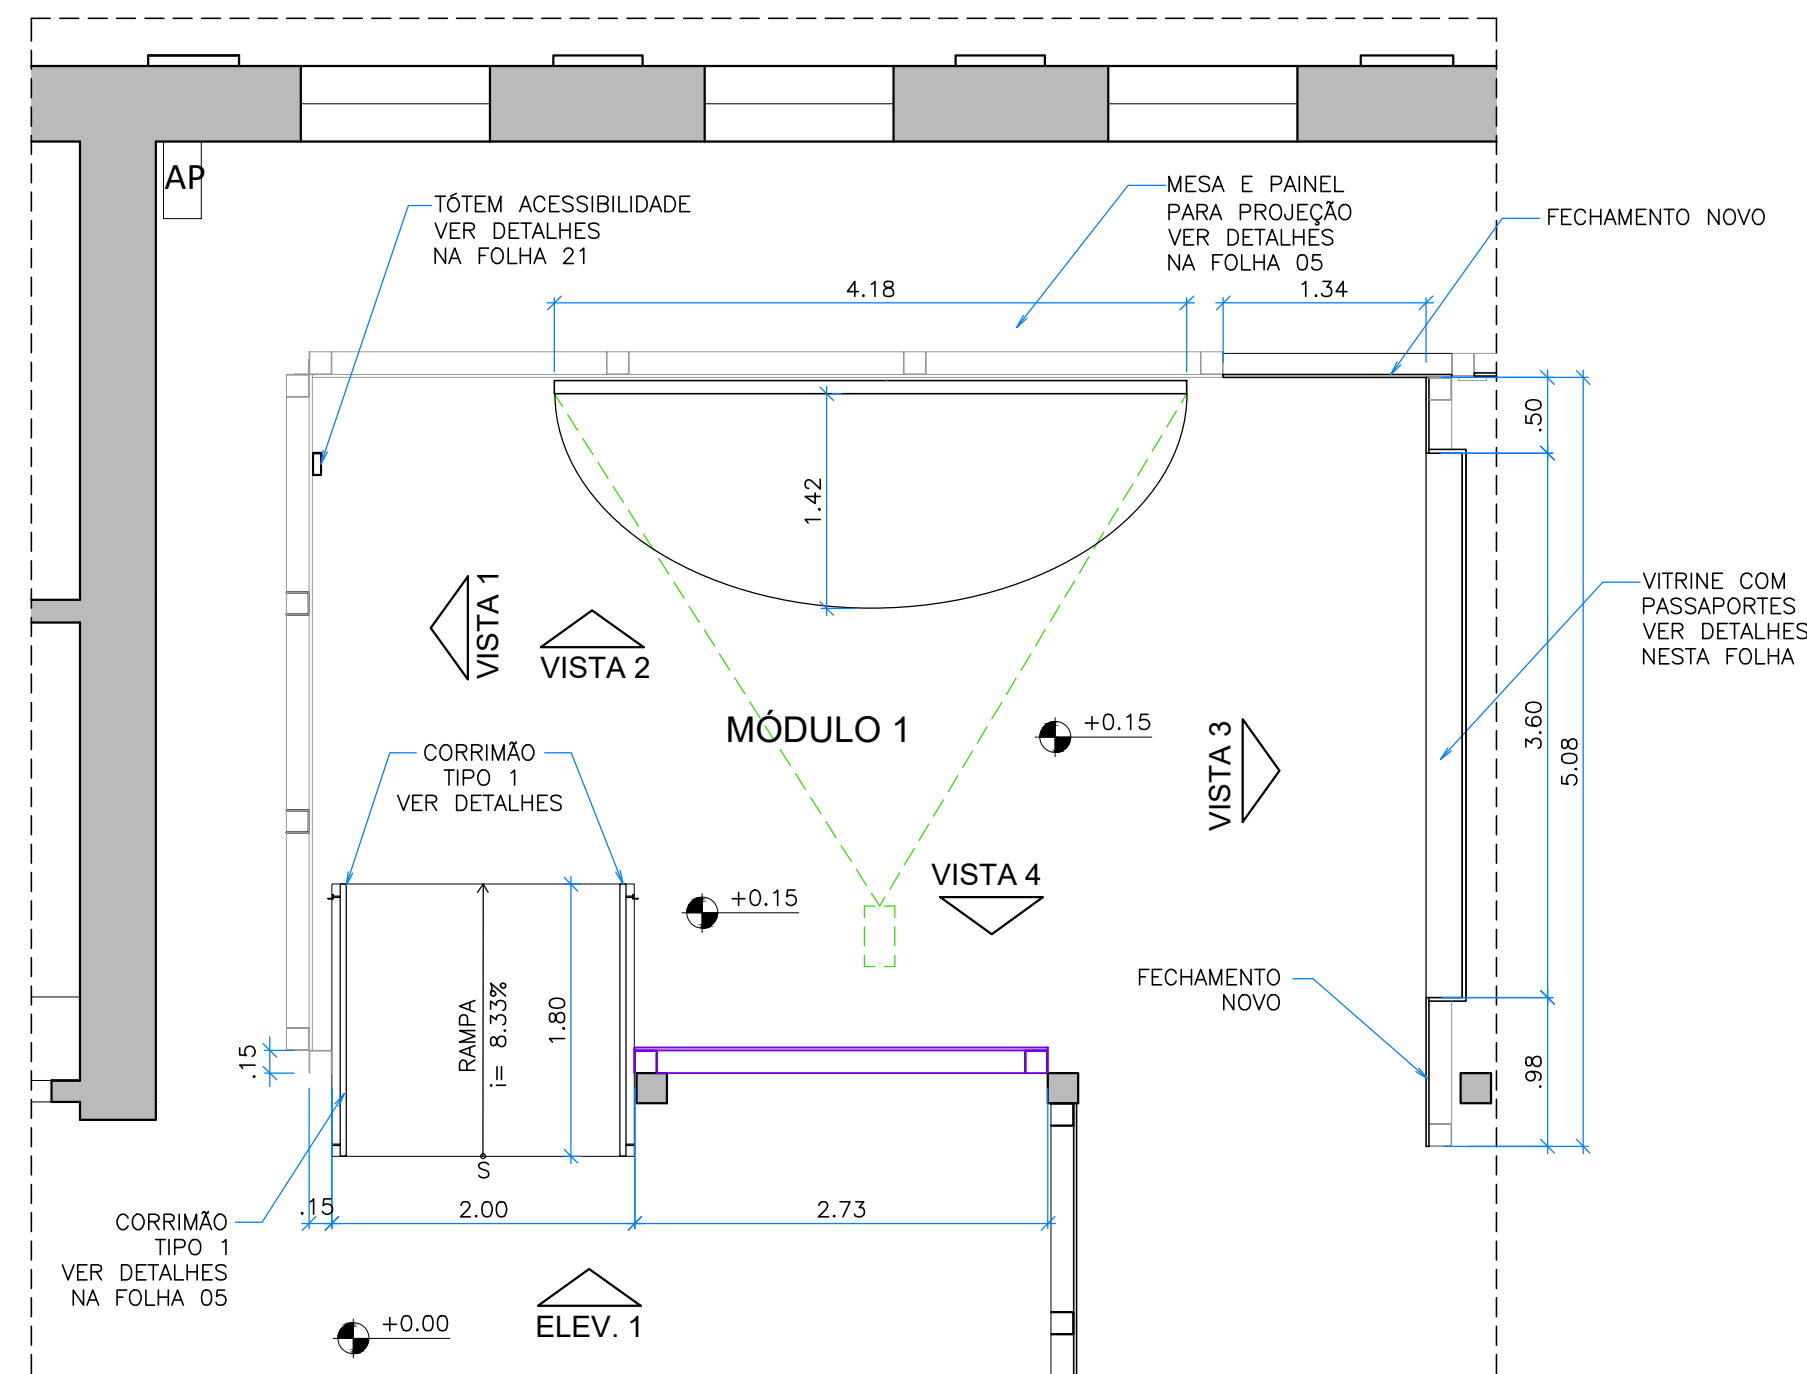 AP
TÓTEM ACESSIBILIDADE
VER DETALHES
NA FOLHA 21
MESA E PAINEL
PARA PROJEÇÃO
VER DETALHES
NA FOLHA 05
FECHAMENTO NOVO
4.18
1.34
.50
1.42
3.60
5.08
VITRINE COM
PASSAPORTES
VER DETALHES
NESTA FOLHA
VISTA 1
VISTA 2
MÓDULO 1
+0.15
VISTA 3
CORRIMÃO
TIPO 1
VER DETALHES
VISTA 4
+0.15
FECHAMENTO
NOVO
RAMPA
i= 8.33%
1.80
.15
.98
S
.15
2.00
2.73
CORRIMÃO
TIPO 1
VER DETALHES
NA FOLHA 05
ELEV. 1
+0.00